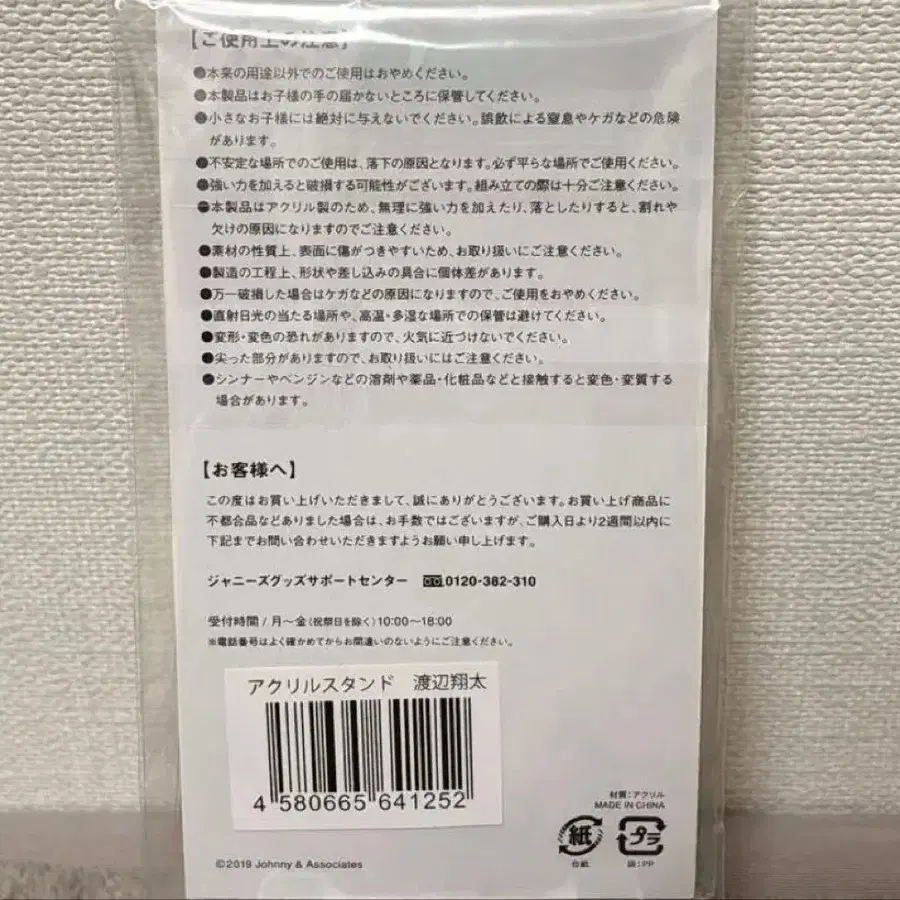 【ご使用上の注意】
●本来の用途以外でのご使用はおやめください。
●本製品はお子様の手の届かないところに保管してください。
●小さなお子様には絶対に与えないでください。誤飲による窒息やケガなどの危険
があります。
●不安定な場所でのご使用は、落下の原因となります。必ず平らな場所でご使用ください。
●強い力を加えると破損する可能性がございます。組み立ての際は十分ご注意ください。
●本製品はアクリル製のため、無理に強い力を加えたり、落としたりすると、割れや
欠けの原因になりますのでご注意ください。
●素材の性質上、表面に傷がつきやすいため、お取り扱いにご注意ください。
●製造の工程上、形状や差し込みの具合に個体差があります。
●万一破損した場合はケガなどの原因になりますので、ご使用をおやめください。
●直射日光の当たる場所や、高温・多湿な場所での保管は避けてください。
●変形・変色の恐れがありますので、火気に近づけないでください。
●尖った部分がありますので、お取り扱いにはご注意ください。
●シンナーやベンジンなどの溶剤や薬品・化粧品などと接触すると変色・変質する
場合があります。
【お客様へ】
この度はお買い上げいただきまして、誠にありがとうございます。お買い上げ商品に
不都合品などありました場合は、お手数ではございますが、ご購入日より2週間以内に
下記までお問い合わせいただきますようお願い申し上げます。
ジャニーズグッズサポートセンター 0120-382-310
受付時間/月〜金(祝祭日を除く)10:00〜18:00
※電話番号はよく確かめてからお間違いのないようにご注意ください。
アクリルスタンド 渡辺翔太
4 580665 641252
材質:アクリル
MADE IN CHINA
紙 プラ
台紙 袋:PP
©2019 Johnny & Associates